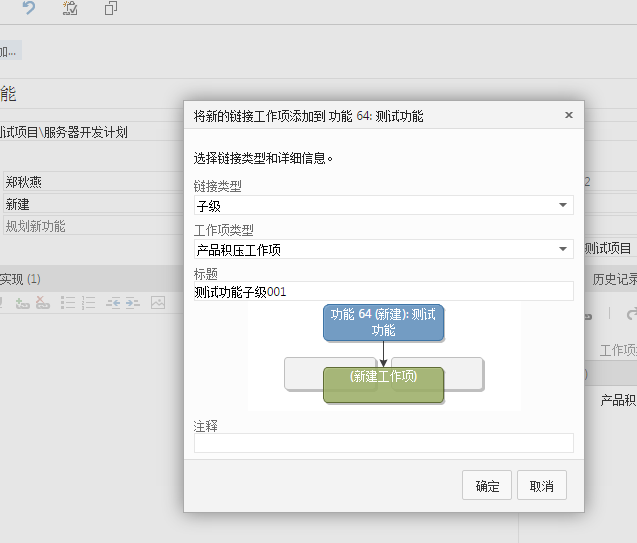 加...
能
试项目\服务器开发计划
郑秋燕
新建
规划新功能
实现 (1)
将新的链接工作项添加到 功能 64: 测试功能
选择链接类型和详细信息。
链接类型
子级
工作项类型
产品积压工作项
标题
测试功能子级001
功能 64 (新建): 测试
功能
(新建工作项)
注释
确定
取消
2
测试项目
历史记录
工作项
产品积